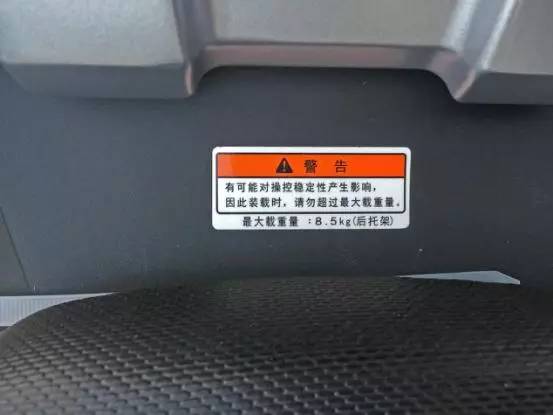 警告
有可能对操控稳定性产生影响，
因此装载时，请勿超过最大载重量。
最大载重量：8.5kg(后托架)